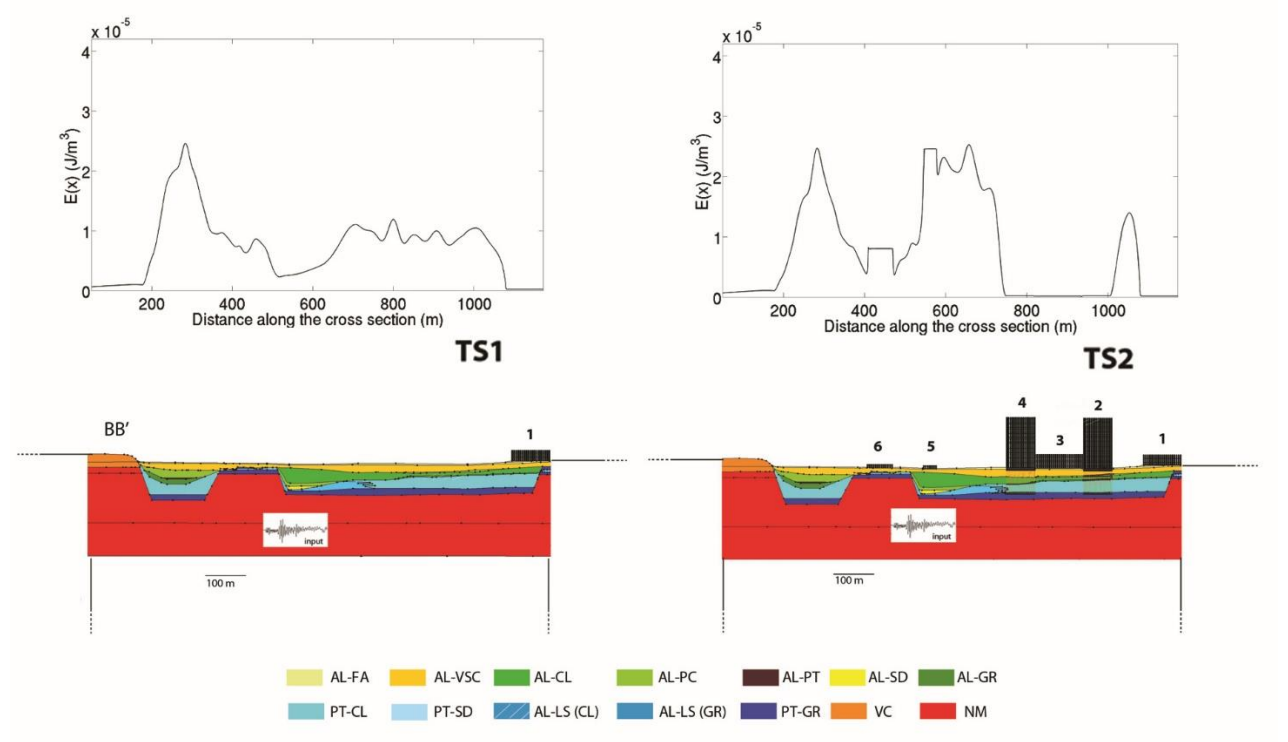 x 10⁻⁵
4
3
2
1
0
E(x) (J/m³)
200
400
600
800
1000
Distance along the cross section (m)
TS1
x 10⁻⁵
4
3
2
1
0
E(x) (J/m³)
200
400
600
800
1000
Distance along the cross section (m)
TS2
BB'
1
input
100 m
6
5
4
3
2
1
input
100 m
AL-FA
AL-VSC
AL-CL
AL-PC
AL-PT
AL-SD
AL-GR
PT-CL
PT-SD
AL-LS (CL)
AL-LS (GR)
PT-GR
VC
NM